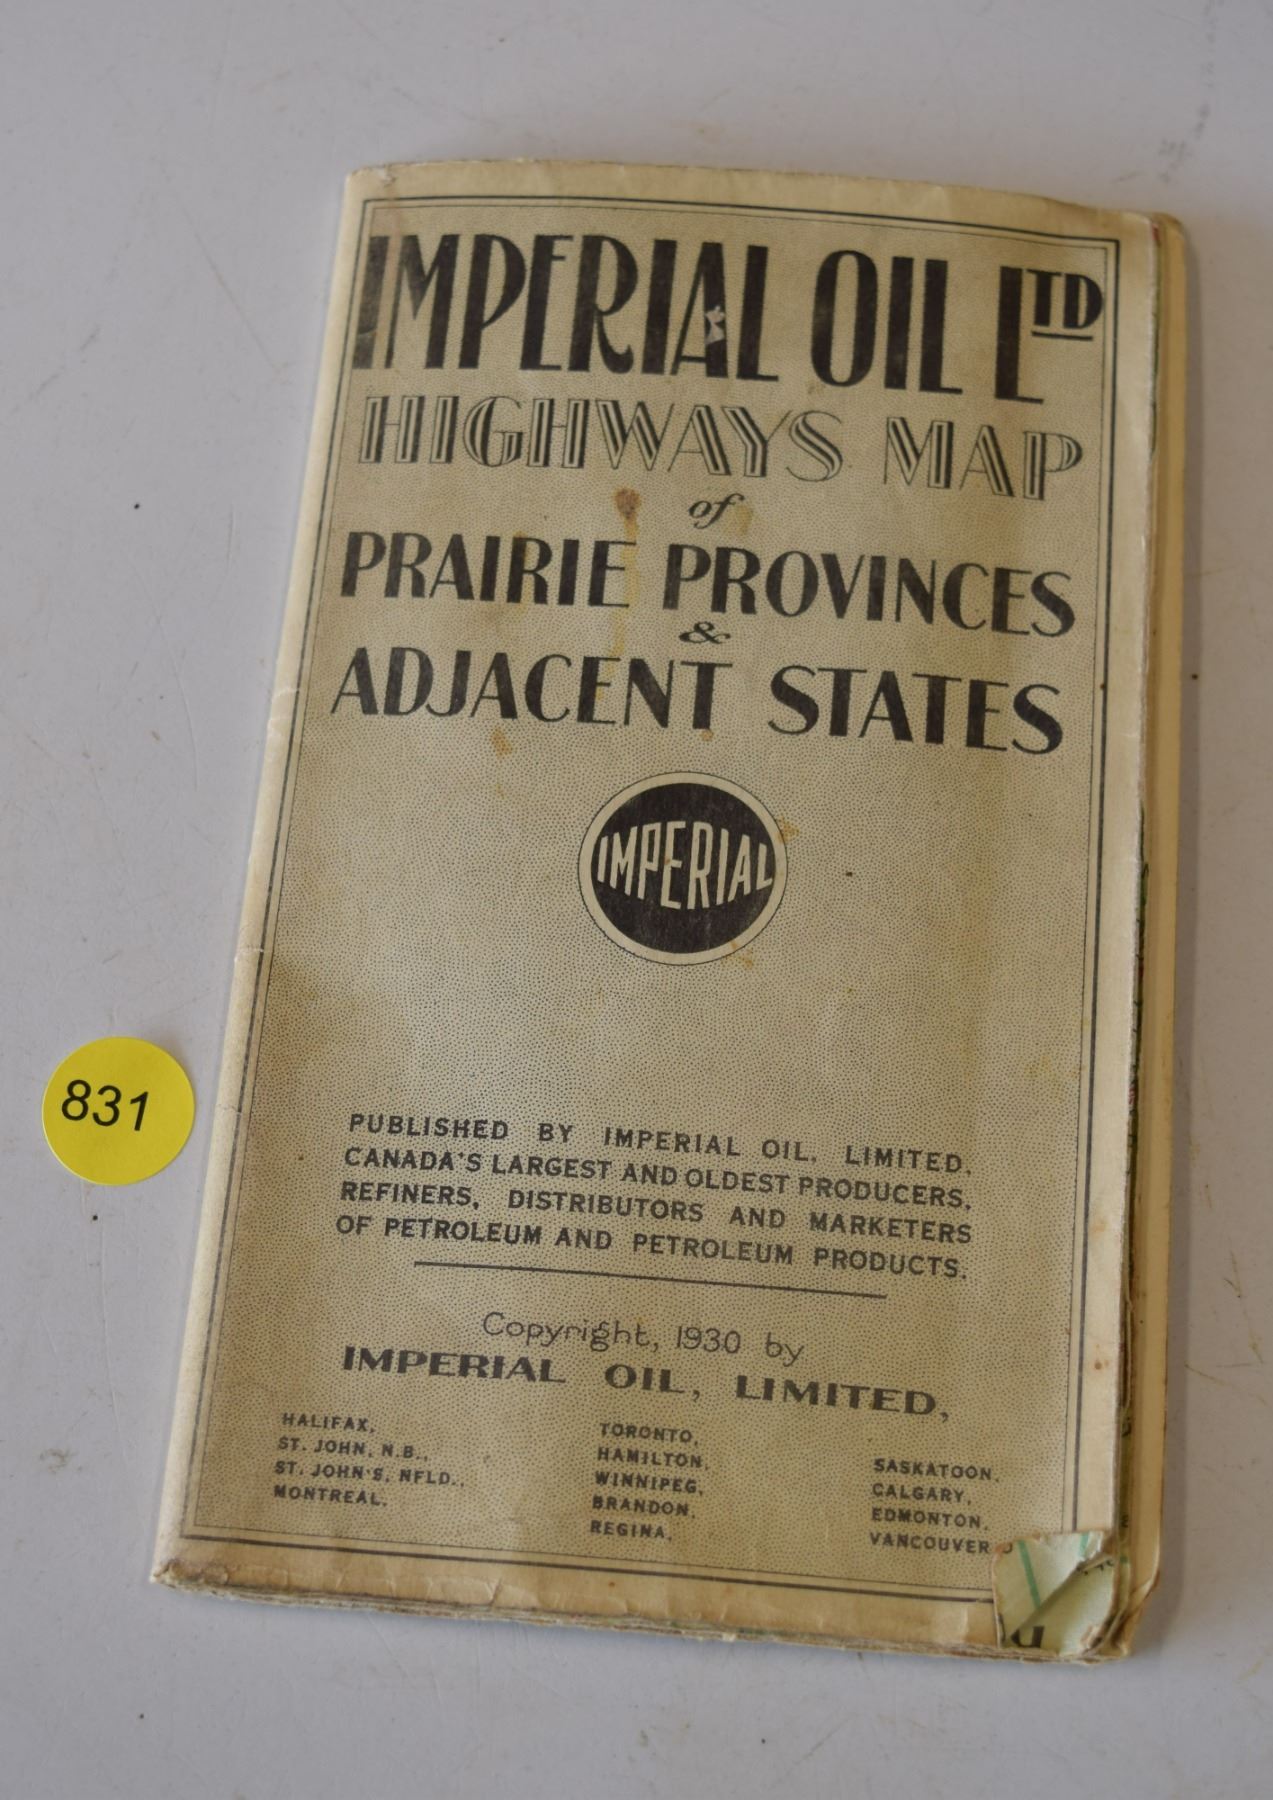 IMPERIAL OIL LTD
HIGHWAYS MAP
of
PRAIRIE PROVINCES
&
ADJACENT STATES
IMPERIAL
831
PUBLISHED BY IMPERIAL OIL, LIMITED,
CANADA'S LARGEST AND OLDEST PRODUCERS,
REFINERS, DISTRIBUTORS AND MARKETERS
OF PETROLEUM AND PETROLEUM PRODUCTS.
Copyright, 1930 by
IMPERIAL OIL, LIMITED,
HALIFAX,
ST. JOHN, N.B.,
ST. JOHN'S, NFLD.,
MONTREAL,
TORONTO,
HAMILTON,
WINNIPEG,
BRANDON,
REGINA,
SASKATOON,
CALGARY,
EDMONTON,
VANCOUVER